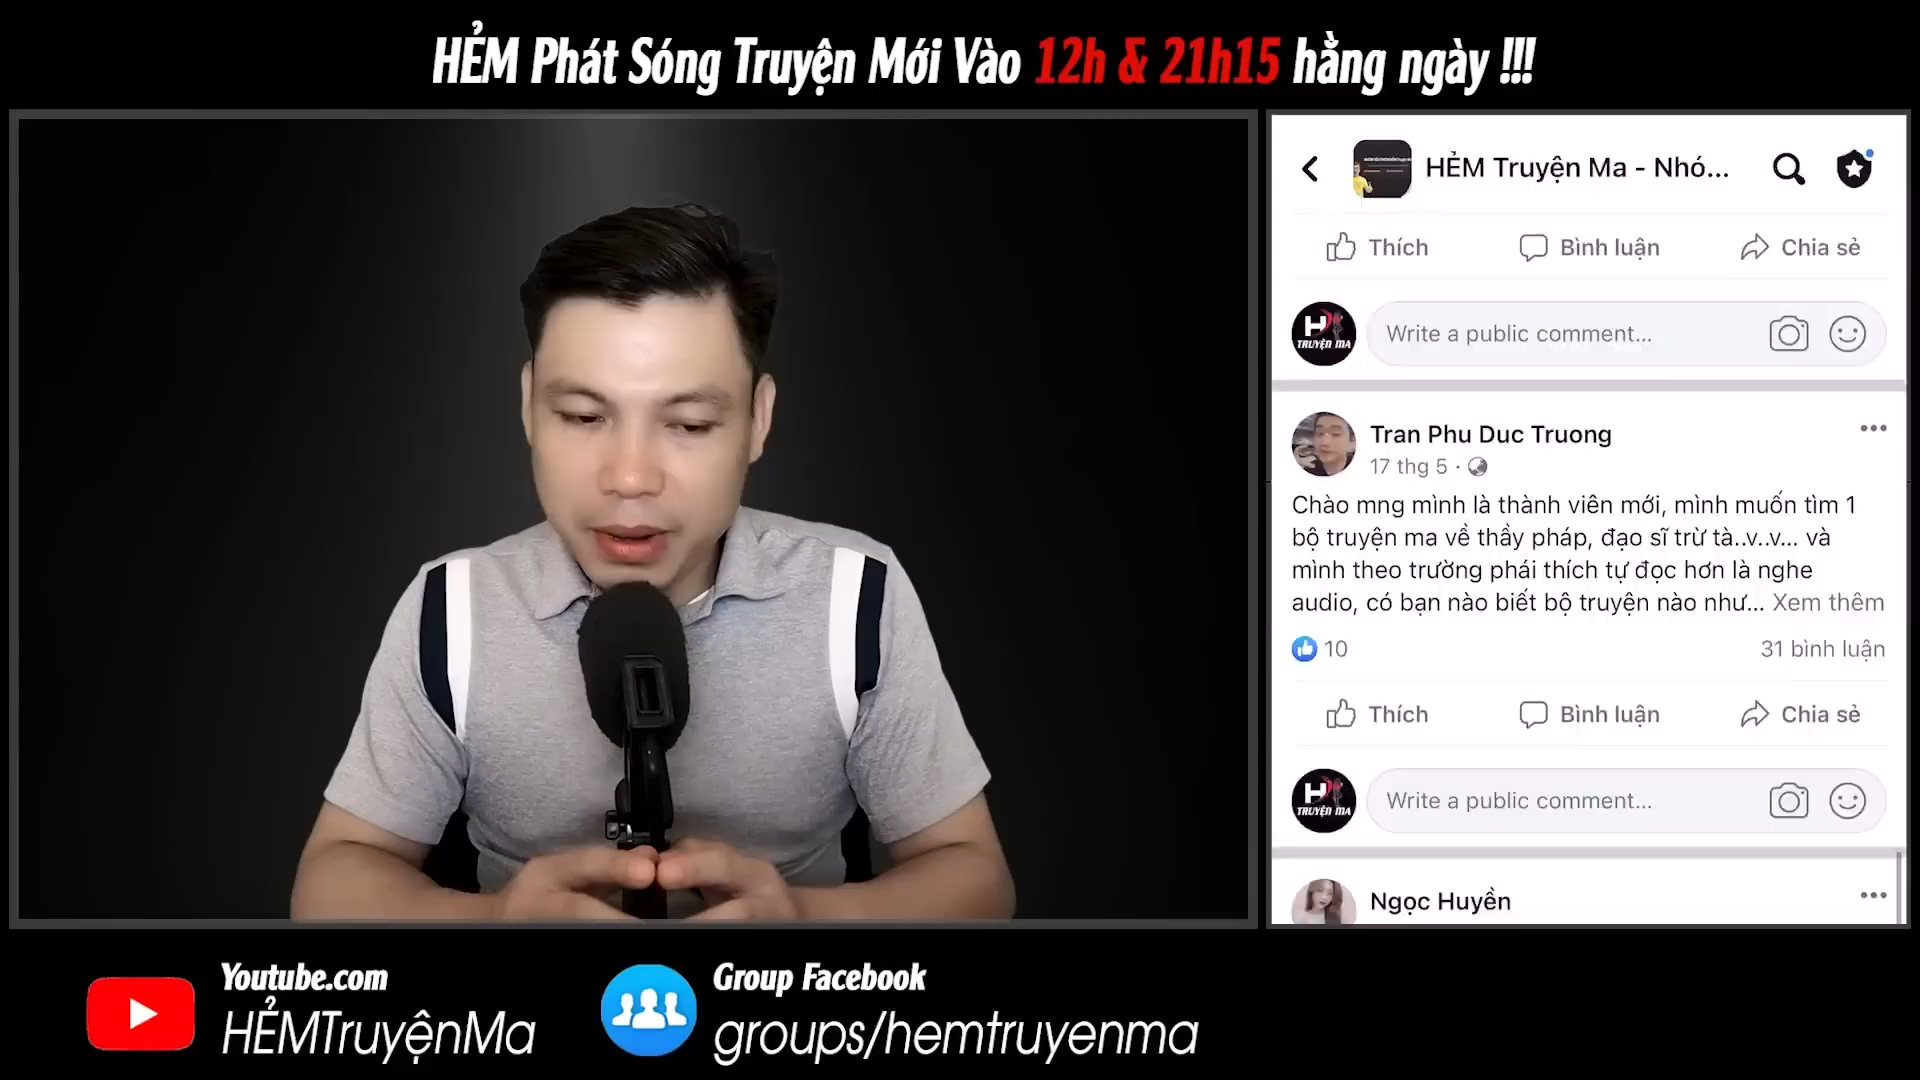 HẺM Phát Sóng Truyện Mới Vào 12h & 21h15 hằng ngày !!!
HẺM Truyện Ma - Nhó...
Thích
Bình luận
Chia sẻ
H
TRUYỆN MA
Write a public comment...
Tran Phu Duc Truong
17 thg 5 ·
Chào mng mình là thành viên mới, mình muốn tìm 1
bộ truyện ma về thầy pháp, đạo sĩ trừ tà..v..v... và
mình theo trường phái thích tự đọc hơn là nghe
audio, có bạn nào biết bộ truyện nào như... Xem thêm
10
31 bình luận
Thích
Bình luận
Chia sẻ
H
TRUYỆN MA
Write a public comment...
Ngọc Huyền
Youtube.com
HẺMTruyệnMa
Group Facebook
groups/hemtruyenma